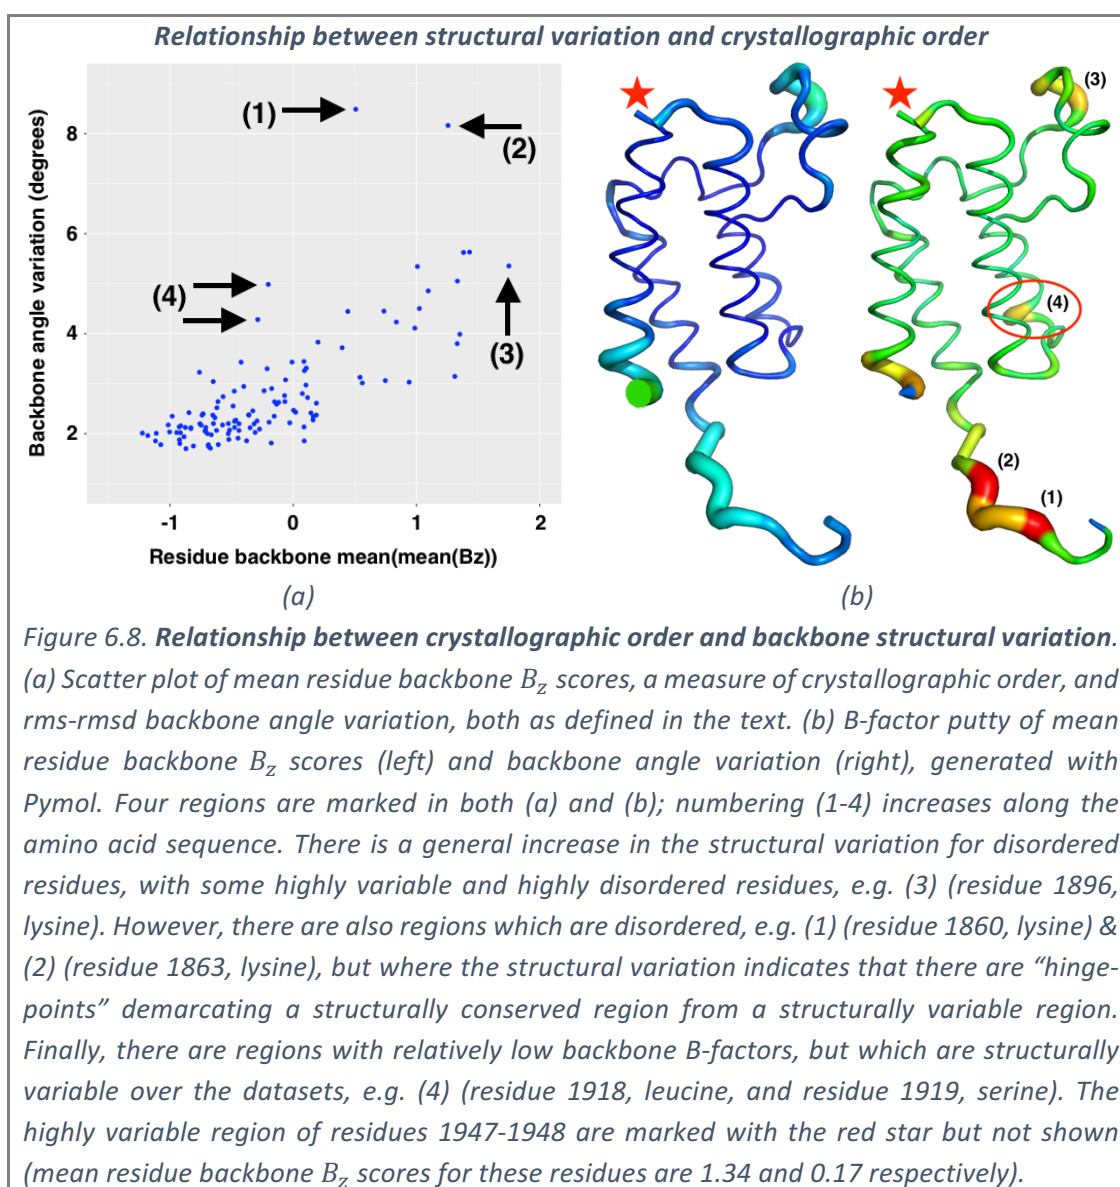 Relationship between structural variation and crystallographic order
Backbone angle variation (degrees)
8
6
4
2
-1
0
1
2
Residue backbone mean(mean(Bz))
(1)
(2)
(4)
(3)
(3)
(4)
(2)
(1)
(a)
(b)
Figure 6.8. Relationship between crystallographic order and backbone structural variation.
(a) Scatter plot of mean residue backbone B_z scores, a measure of crystallographic order, and
rms-rmsd backbone angle variation, both as defined in the text. (b) B-factor putty of mean
residue backbone B_z scores (left) and backbone angle variation (right), generated with
Pymol. Four regions are marked in both (a) and (b); numbering (1-4) increases along the
amino acid sequence. There is a general increase in the structural variation for disordered
residues, with some highly variable and highly disordered residues, e.g. (3) (residue 1896,
lysine). However, there are also regions which are disordered, e.g. (1) (residue 1860, lysine) &
(2) (residue 1863, lysine), but where the structural variation indicates that there are “hinge-
points” demarcating a structurally conserved region from a structurally variable region.
Finally, there are regions with relatively low backbone B-factors, but which are structurally
variable over the datasets, e.g. (4) (residue 1918, leucine, and residue 1919, serine). The
highly variable region of residues 1947-1948 are marked with the red star but not shown
(mean residue backbone B_z scores for these residues are 1.34 and 0.17 respectively).